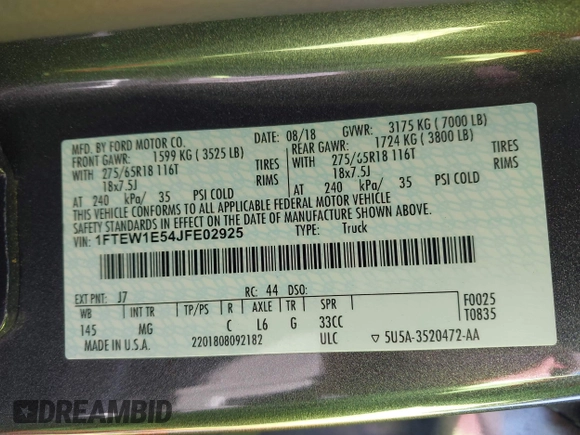 MFD. BY FORD MOTOR CO.
DATE: 08/18 GVWR: 3175 KG ( 7000 LB)
FRONT GAWR: 1599 KG ( 3525 LB)
REAR GAWR: 1724 KG ( 3800 LB)
WITH 275/65R18 116T TIRES
WITH 275/65R18 116T TIRES
18x7.5J RIMS
18x7.5J RIMS
AT 240 kPa/ 35 PSI COLD
AT 240 kPa/ 35 PSI COLD
THIS VEHICLE CONFORMS TO ALL APPLICABLE FEDERAL MOTOR VEHICLE
SAFETY STANDARDS IN EFFECT ON THE DATE OF MANUFACTURE SHOWN ABOVE.
VIN: 1FTEW1E54JFE02925 TYPE: Truck
EXT PNT: J7 RC: 44 DSO: F0025
WB MG INT TR TP/PS R AXLE TR SPR T0835
145 MG C L6 G 33CC
MADE IN U.S.A. 2201808092182 ULC ▽ 5U5A-3520472-AA
DREAMBID